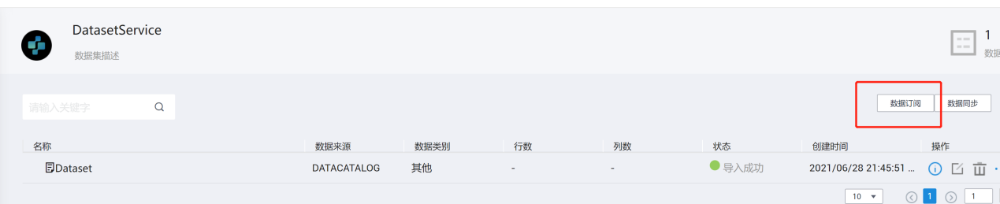 DatasetService
数据集描述
1
数据
请输入关键字
数据订阅 数据同步
名称 数据来源 数据类别 行数 列数 状态 创建时间 操作
Dataset DATACATALOG 其他 - - 导入成功 2021/06/28 21:45:51 ...
10 1 1